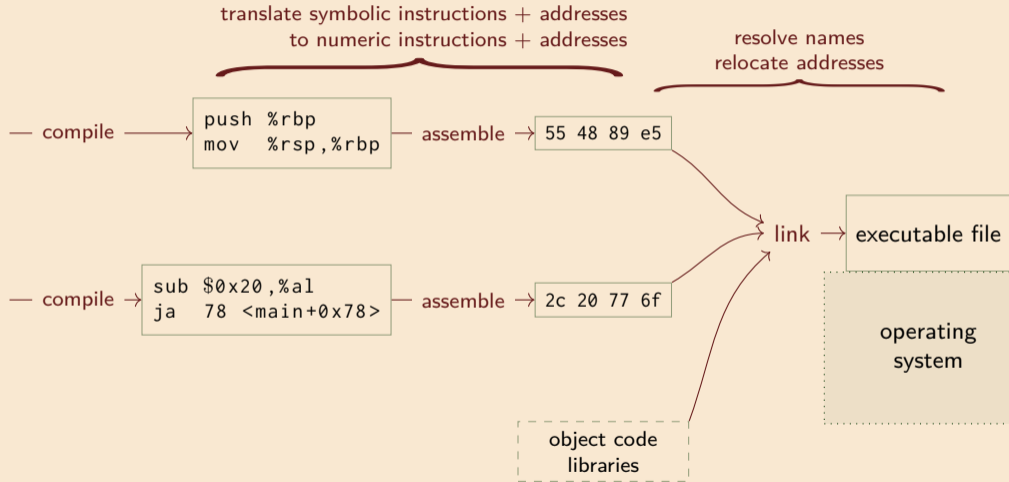 translate symbolic instructions + addresses
to numeric instructions + addresses
resolve names
relocate addresses
compile
push %rbp
mov %rsp,%rbp
assemble
55 48 89 e5
link
executable file
compile
sub $0x20,%al
ja 78 <main+0x78>
assemble
2c 20 77 6f
operating
system
object code
libraries